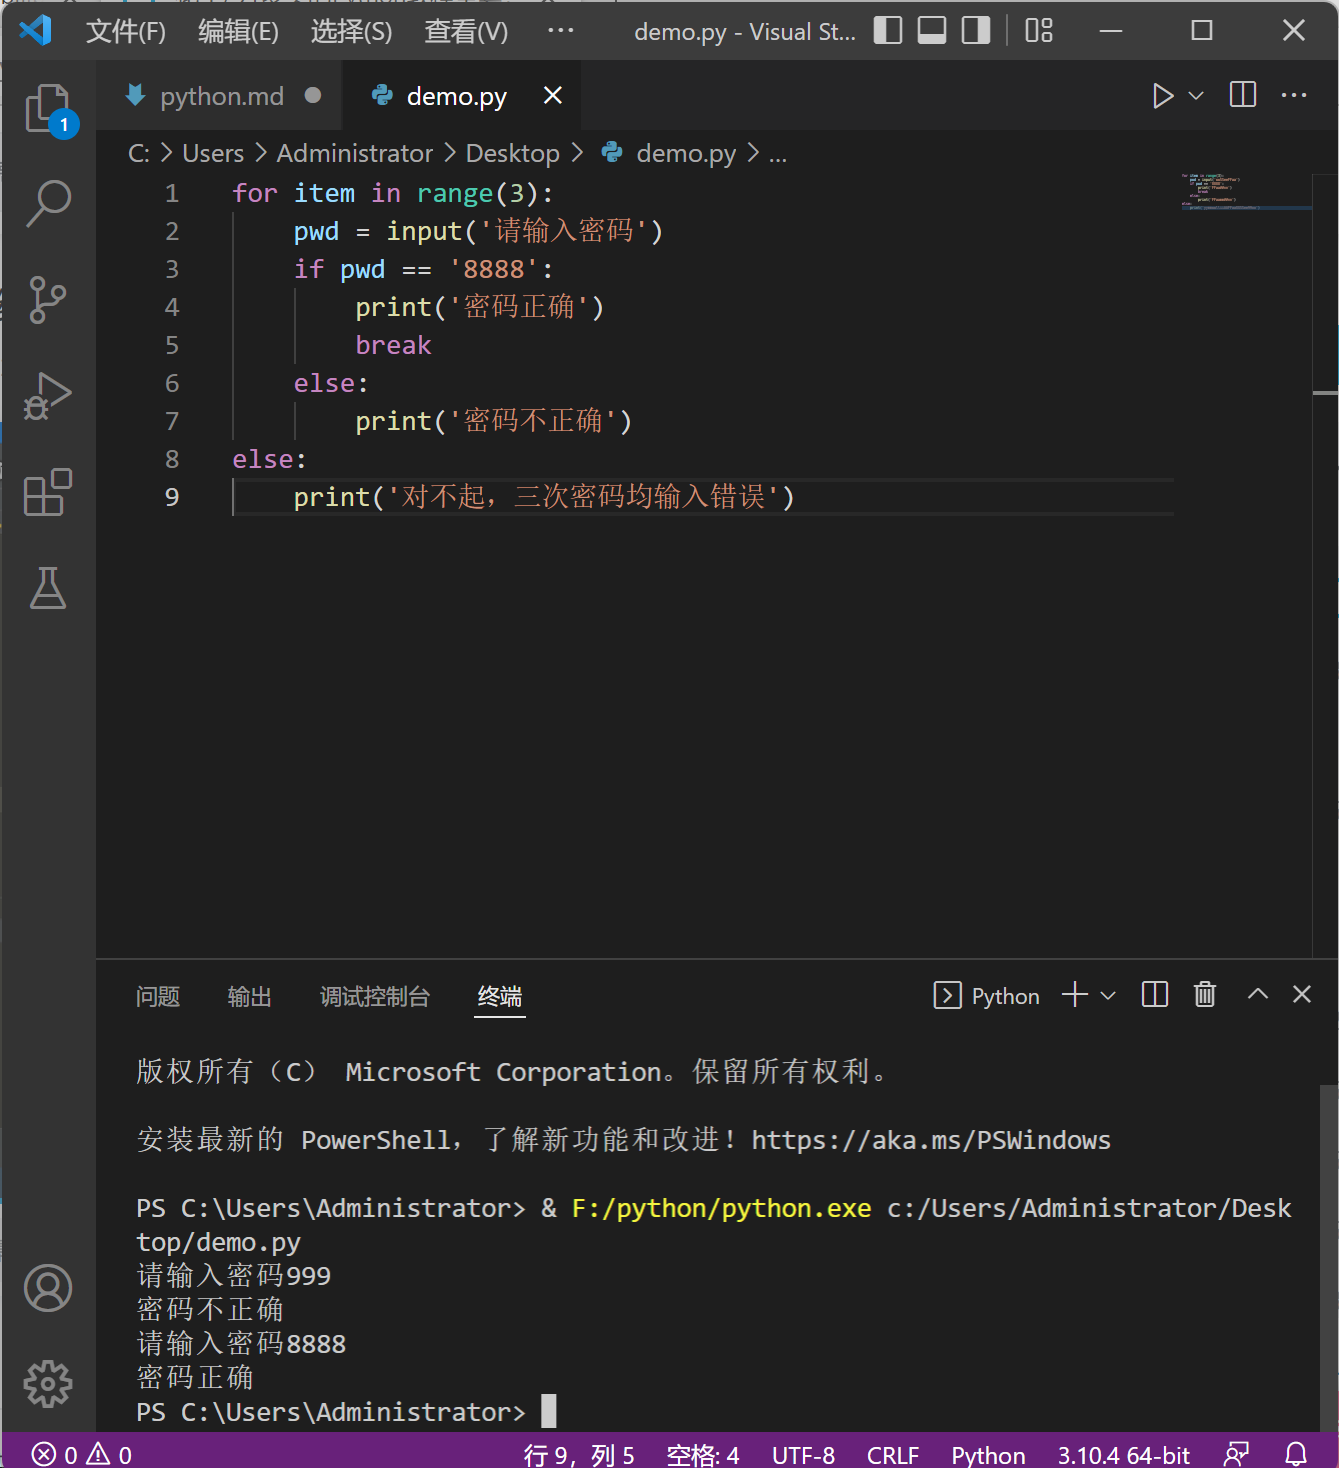 文件(F) 编辑(E) 选择(S) 查看(V) ··· demo.py - Visual St...
python.md demo.py
1
C: > Users > Administrator > Desktop > demo.py > ...
1 for item in range(3):
2 pwd = input('请输入密码')
3 if pwd == '8888':
4 print('密码正确')
5 break
6 else:
7 print('密码不正确')
8 else:
9 print('对不起，三次密码均输入错误')
问题 输出 调试控制台 终端 Python
版权所有（C） Microsoft Corporation。保留所有权利。
安装最新的 PowerShell，了解新功能和改进！https://aka.ms/PSWindows
PS C:\Users\Administrator> & F:/python/python.exe c:/Users/Administrator/Desk
top/demo.py
请输入密码999
密码不正确
请输入密码8888
密码正确
PS C:\Users\Administrator>
0 0 行 9，列 5 空格: 4 UTF-8 CRLF Python 3.10.4 64-bit